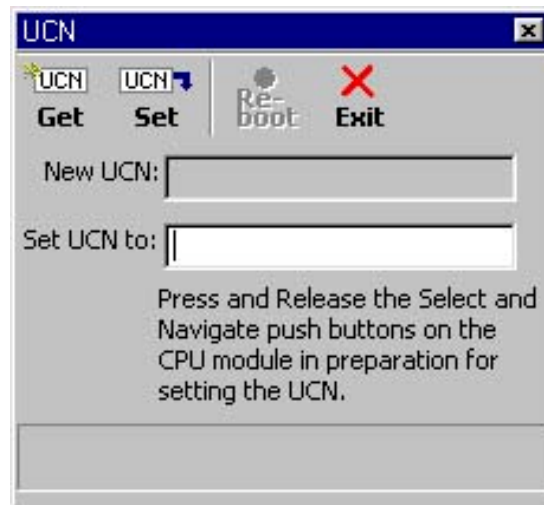 UCN
UCN UCN
Get Set Re-boot Exit
New UCN:
Set UCN to:
Press and Release the Select and
Navigate push buttons on the
CPU module in preparation for
setting the UCN.